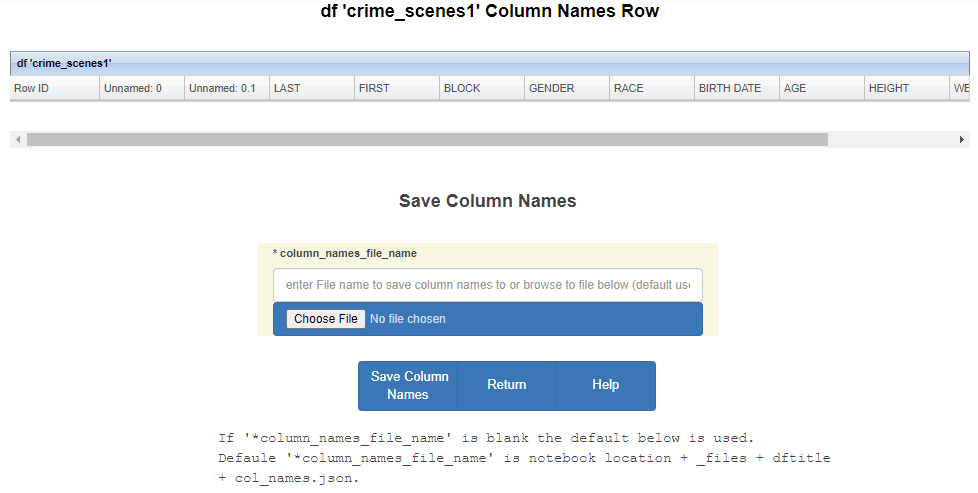 df 'crime_scenes1' Column Names Row
df 'crime_scenes1'
Row ID Unnamed: 0 Unnamed: 0.1 LAST FIRST BLOCK GENDER RACE BIRTH DATE AGE HEIGHT WE
Save Column Names
* column_names_file_name
enter File name to save column names to or browse to file below (default use
Choose File No file chosen
Save Column
Names
Return
Help
If '*column_names_file_name' is blank the default below is used.
Defaule '*column_names_file_name' is notebook location + _files + dftitle
+ col_names.json.